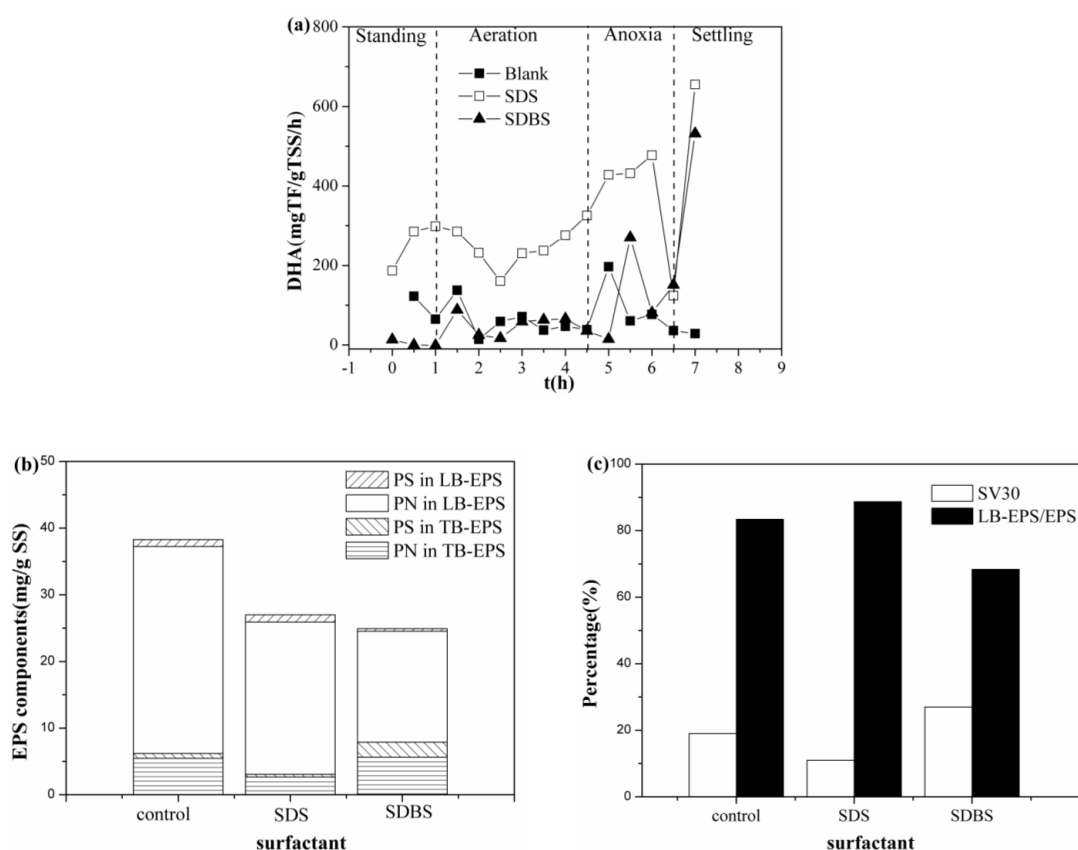 (a)
800
600
400
200
0
DHA(mgTF/gTSS/h)
Standing Aeration Anoxia Settling
Blank
SDS
SDBS
-1 0 1 2 3 4 5 6 7 8 9
t(h)
(b)
50
40
30
20
10
0
EPS components(mg/g SS)
PS in LB-EPS
PN in LB-EPS
PS in TB-EPS
PN in TB-EPS
control SDS SDBS
surfactant
(c)
100
80
60
40
20
0
Percentage(%)
SV30
LB-EPS/EPS
control SDS SDBS
surfactant